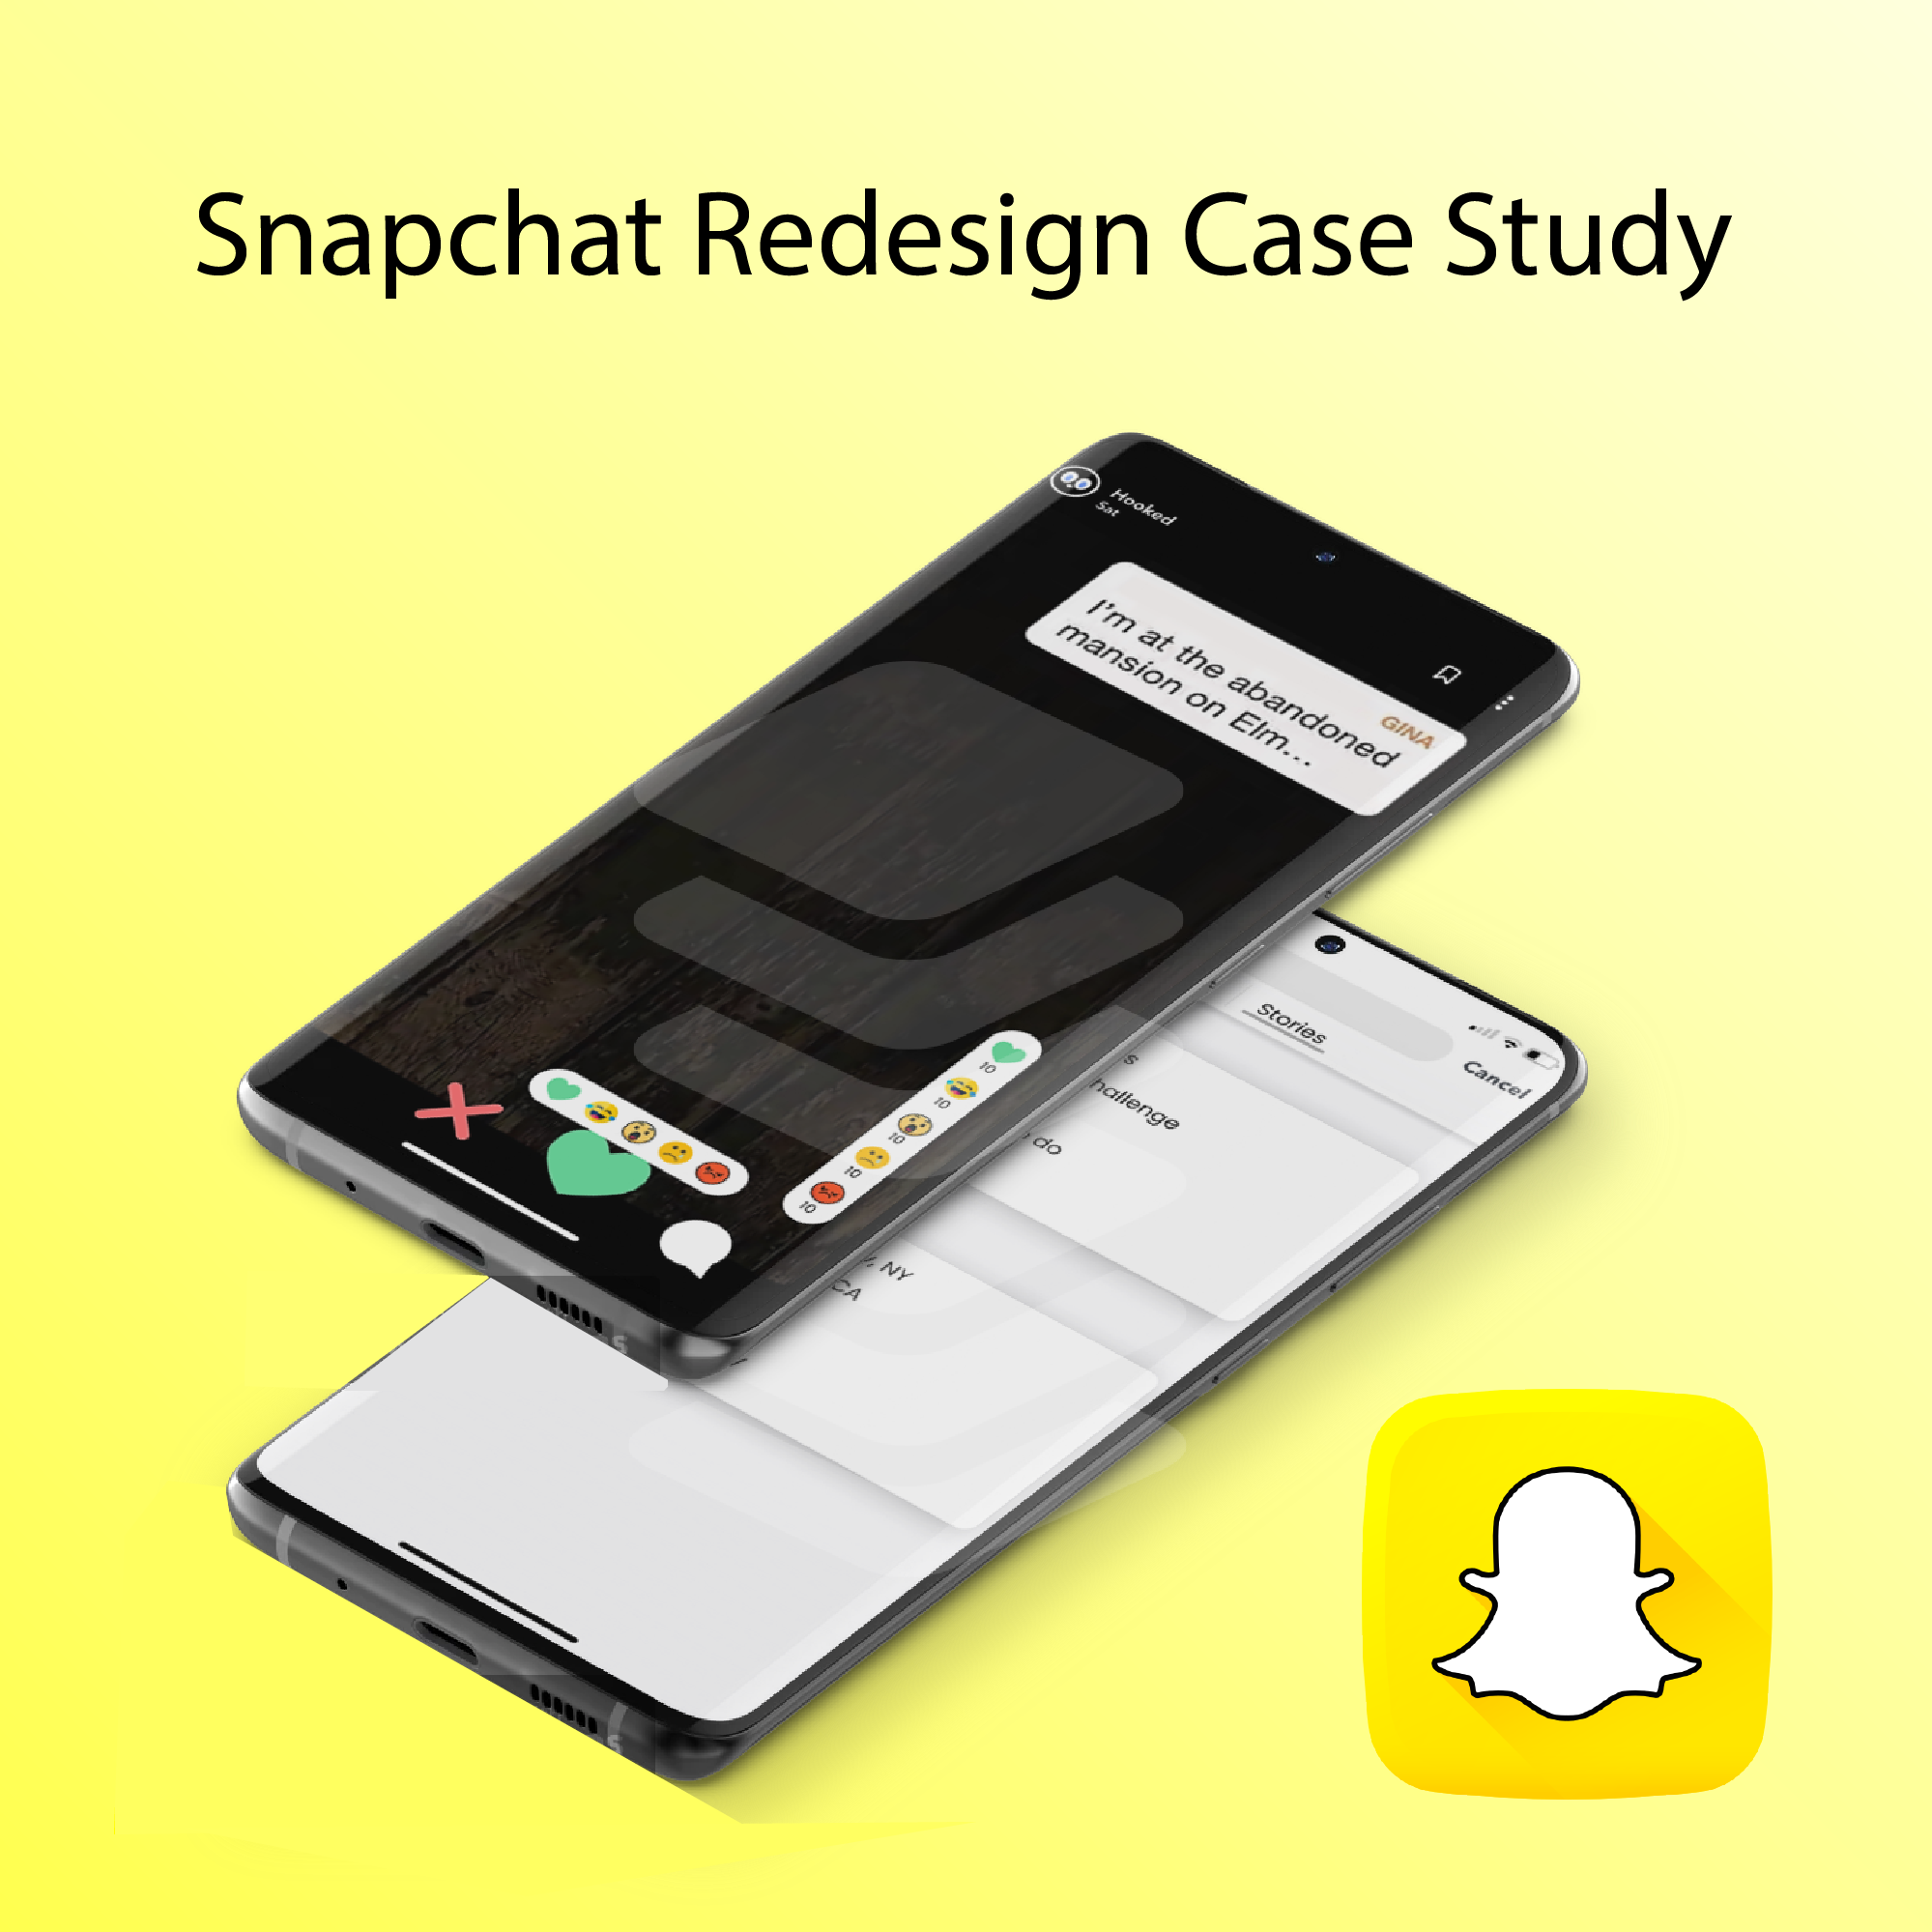 Snapchat Redesign Case Study
Hooked
Sat
GINA
I'm at the abandoned
mansion on Elm...
10
10
10
10
10
Stories
Cancel
hallenge
do
, NY
CA